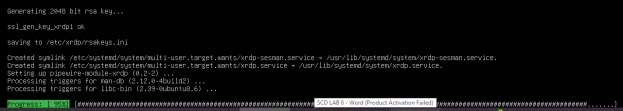 Generating 2048 bit rsa key...
ssl_gen_key_xrdp1 ok
saving to /etc/xrdp/rsakeys.ini
Created symlink /etc/systemd/system/multi-user.target.wants/xrdp-sesman.service → /usr/lib/systemd/system/xrdp-sesman.service.
Created symlink /etc/systemd/system/multi-user.target.wants/xrdp.service → /usr/lib/systemd/system/xrdp.service.
Setting up pipewire-module-xrdp (0.2-2) ...
Processing triggers for man-db (2.12.0-4build2) ...
Processing triggers for libc-bin (2.39-0ubuntu8.6) ...
SCD LAB 6 - Word (Product Activation Failed)
Progress: [ 95%]